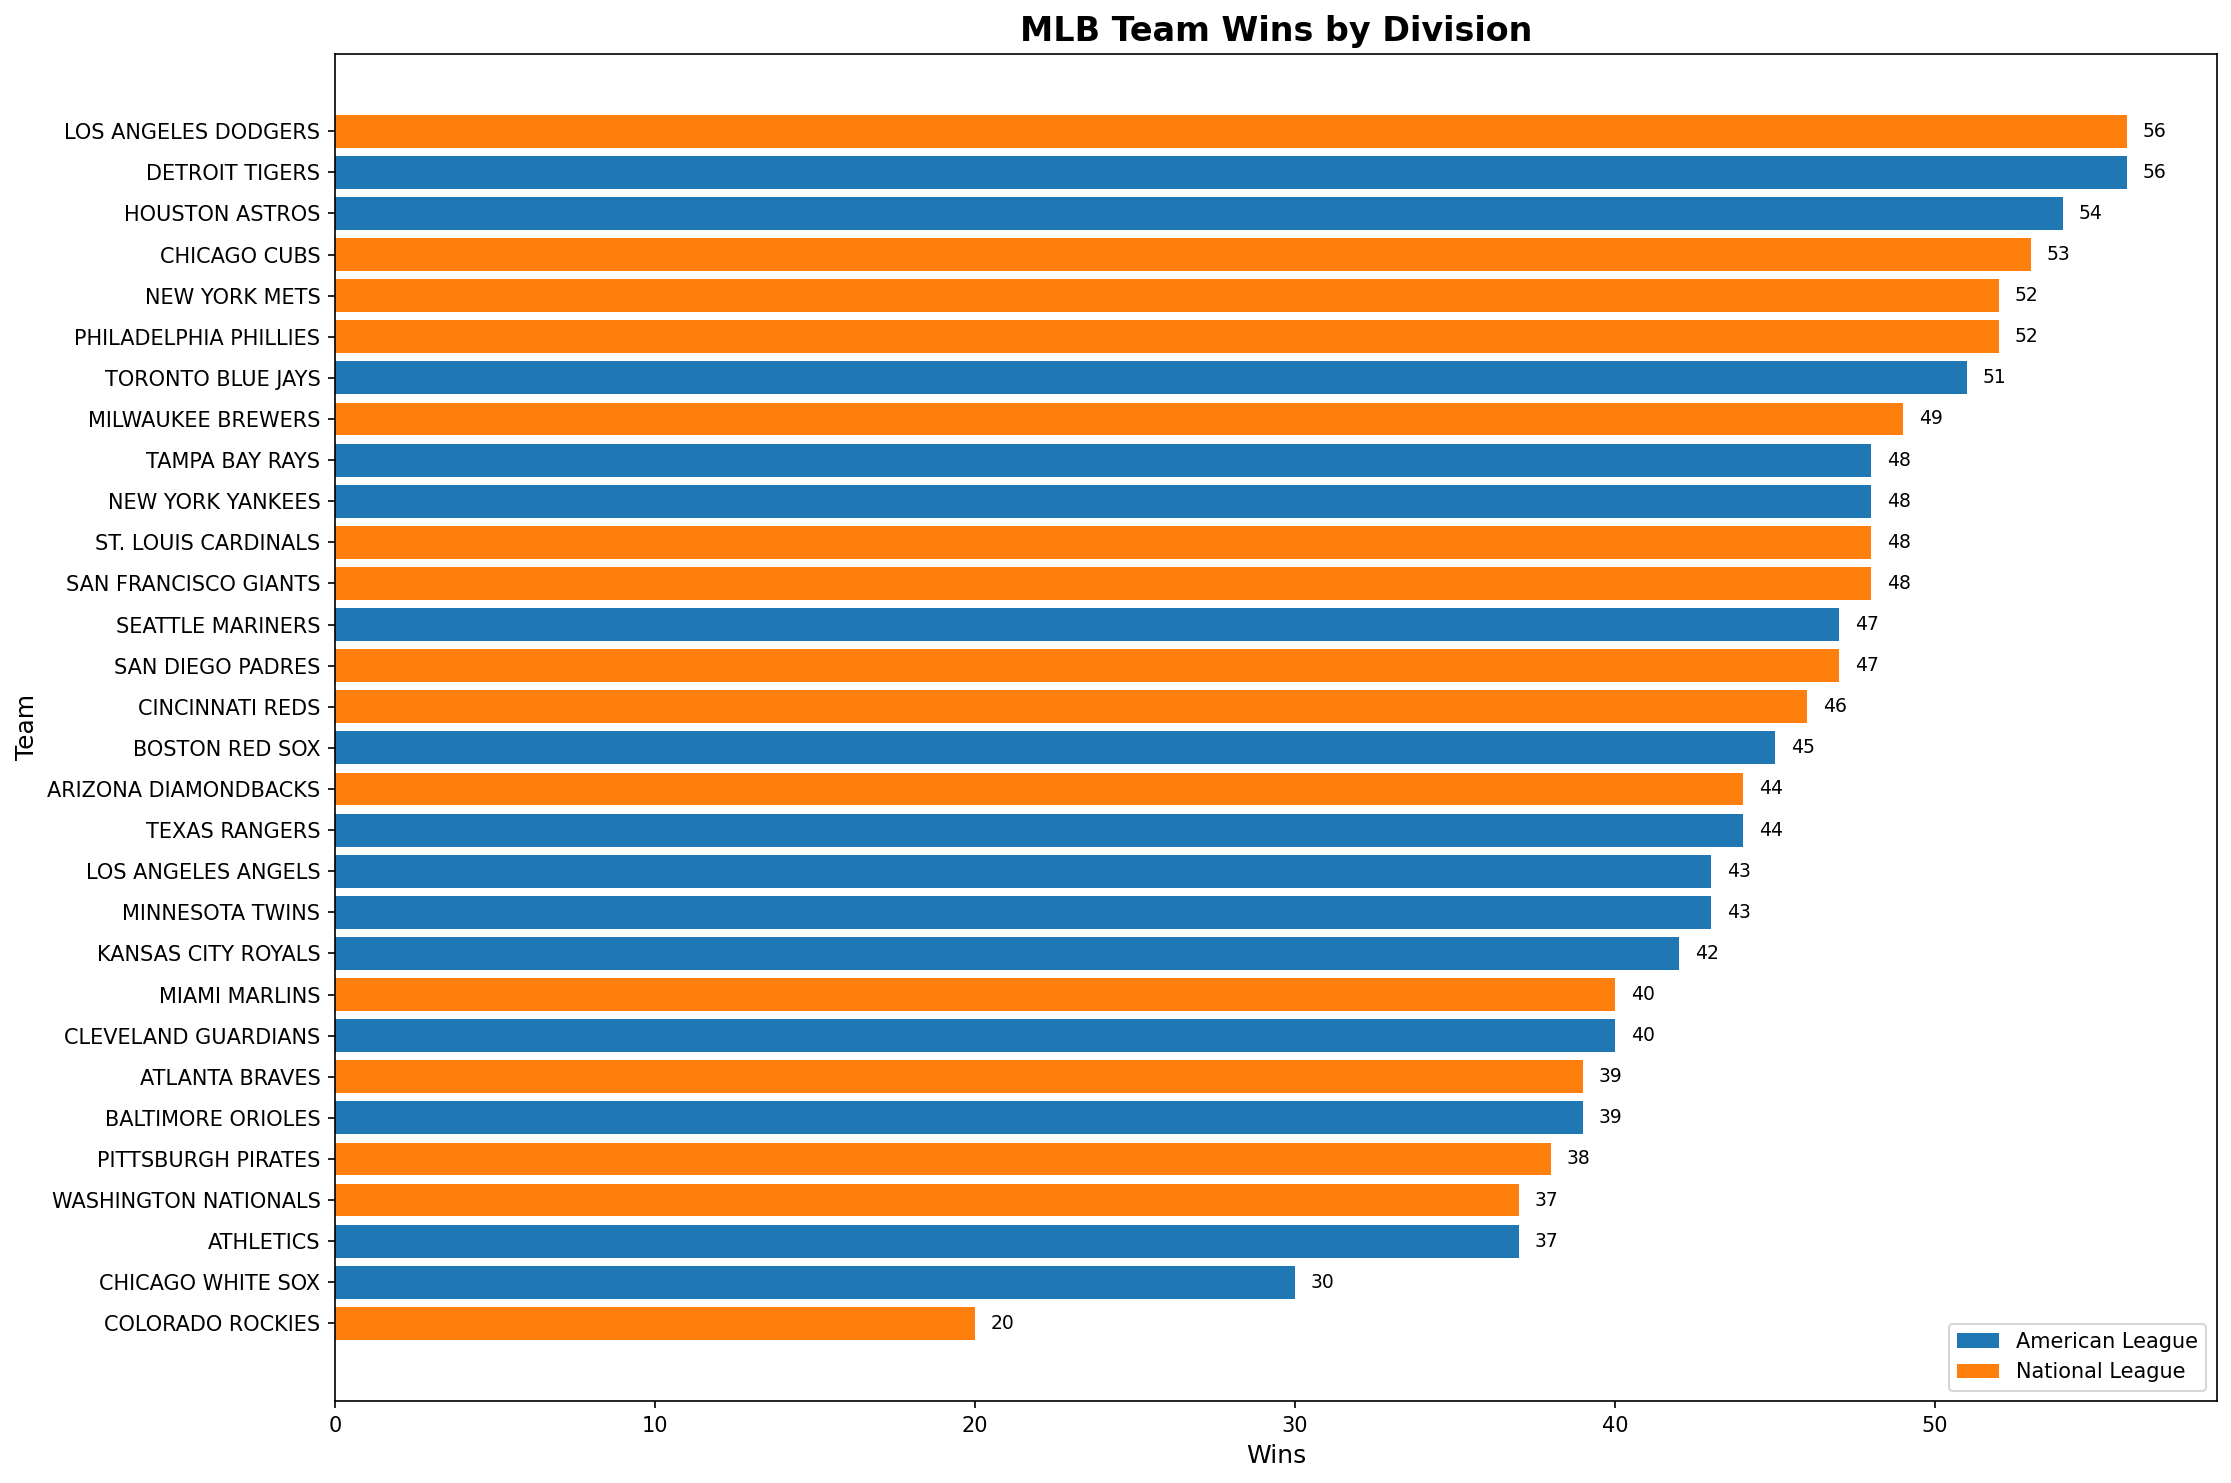 MLB Team Wins by Division
LOS ANGELES DODGERS 56
DETROIT TIGERS 56
HOUSTON ASTROS 54
CHICAGO CUBS 53
NEW YORK METS 52
PHILADELPHIA PHILLIES 52
TORONTO BLUE JAYS 51
MILWAUKEE BREWERS 49
TAMPA BAY RAYS 48
NEW YORK YANKEES 48
ST. LOUIS CARDINALS 48
SAN FRANCISCO GIANTS 48
SEATTLE MARINERS 47
SAN DIEGO PADRES 47
CINCINNATI REDS 46
BOSTON RED SOX 45
ARIZONA DIAMONDBACKS 44
TEXAS RANGERS 44
LOS ANGELES ANGELS 43
MINNESOTA TWINS 43
KANSAS CITY ROYALS 42
MIAMI MARLINS 40
CLEVELAND GUARDIANS 40
ATLANTA BRAVES 39
BALTIMORE ORIOLES 39
PITTSBURGH PIRATES 38
WASHINGTON NATIONALS 37
ATHLETICS 37
CHICAGO WHITE SOX 30
COLORADO ROCKIES 20
Team
American League
National League
0 10 20 30 40 50
Wins